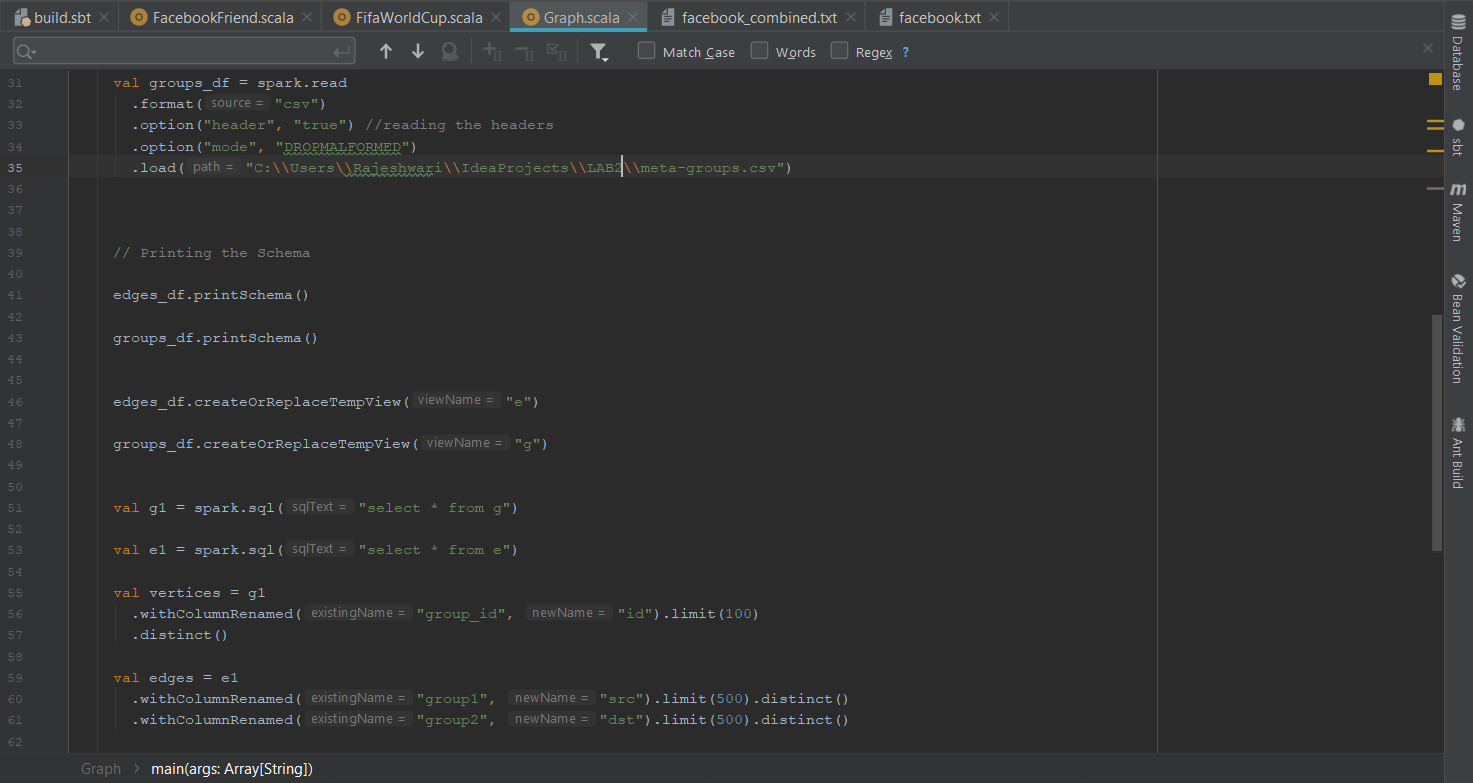 build.sbt FacebookFriend.scala FifaWorldCup.scala Graph.scala facebook_combined.txt facebook.txt
Match Case Words Regex ?
31 val groups_df = spark.read
32 .format( source = "csv")
33 .option("header", "true") //reading the headers
34 .option("mode", "DROPMALFORMED")
35 .load( path = "C:\\Users\\Rajeshwari\\IdeaProjects\\LAB2\\meta-groups.csv")
36
37
38
39 // Printing the Schema
40
41 edges_df.printSchema()
42
43 groups_df.printSchema()
44
45
46 edges_df.createOrReplaceTempView( viewName = "e")
47
48 groups_df.createOrReplaceTempView( viewName = "g")
49
50
51 val g1 = spark.sql( sqlText = "select * from g")
52
53 val e1 = spark.sql( sqlText = "select * from e")
54
55 val vertices = g1
56 .withColumnRenamed( existingName = "group_id", newName = "id").limit(100)
57 .distinct()
58
59 val edges = e1
60 .withColumnRenamed( existingName = "group1", newName = "src").limit(500).distinct()
61 .withColumnRenamed( existingName = "group2", newName = "dst").limit(500).distinct()
62
Graph > main(args: Array[String])
Database
sbt
m Maven
Bean Validation
Ant Build